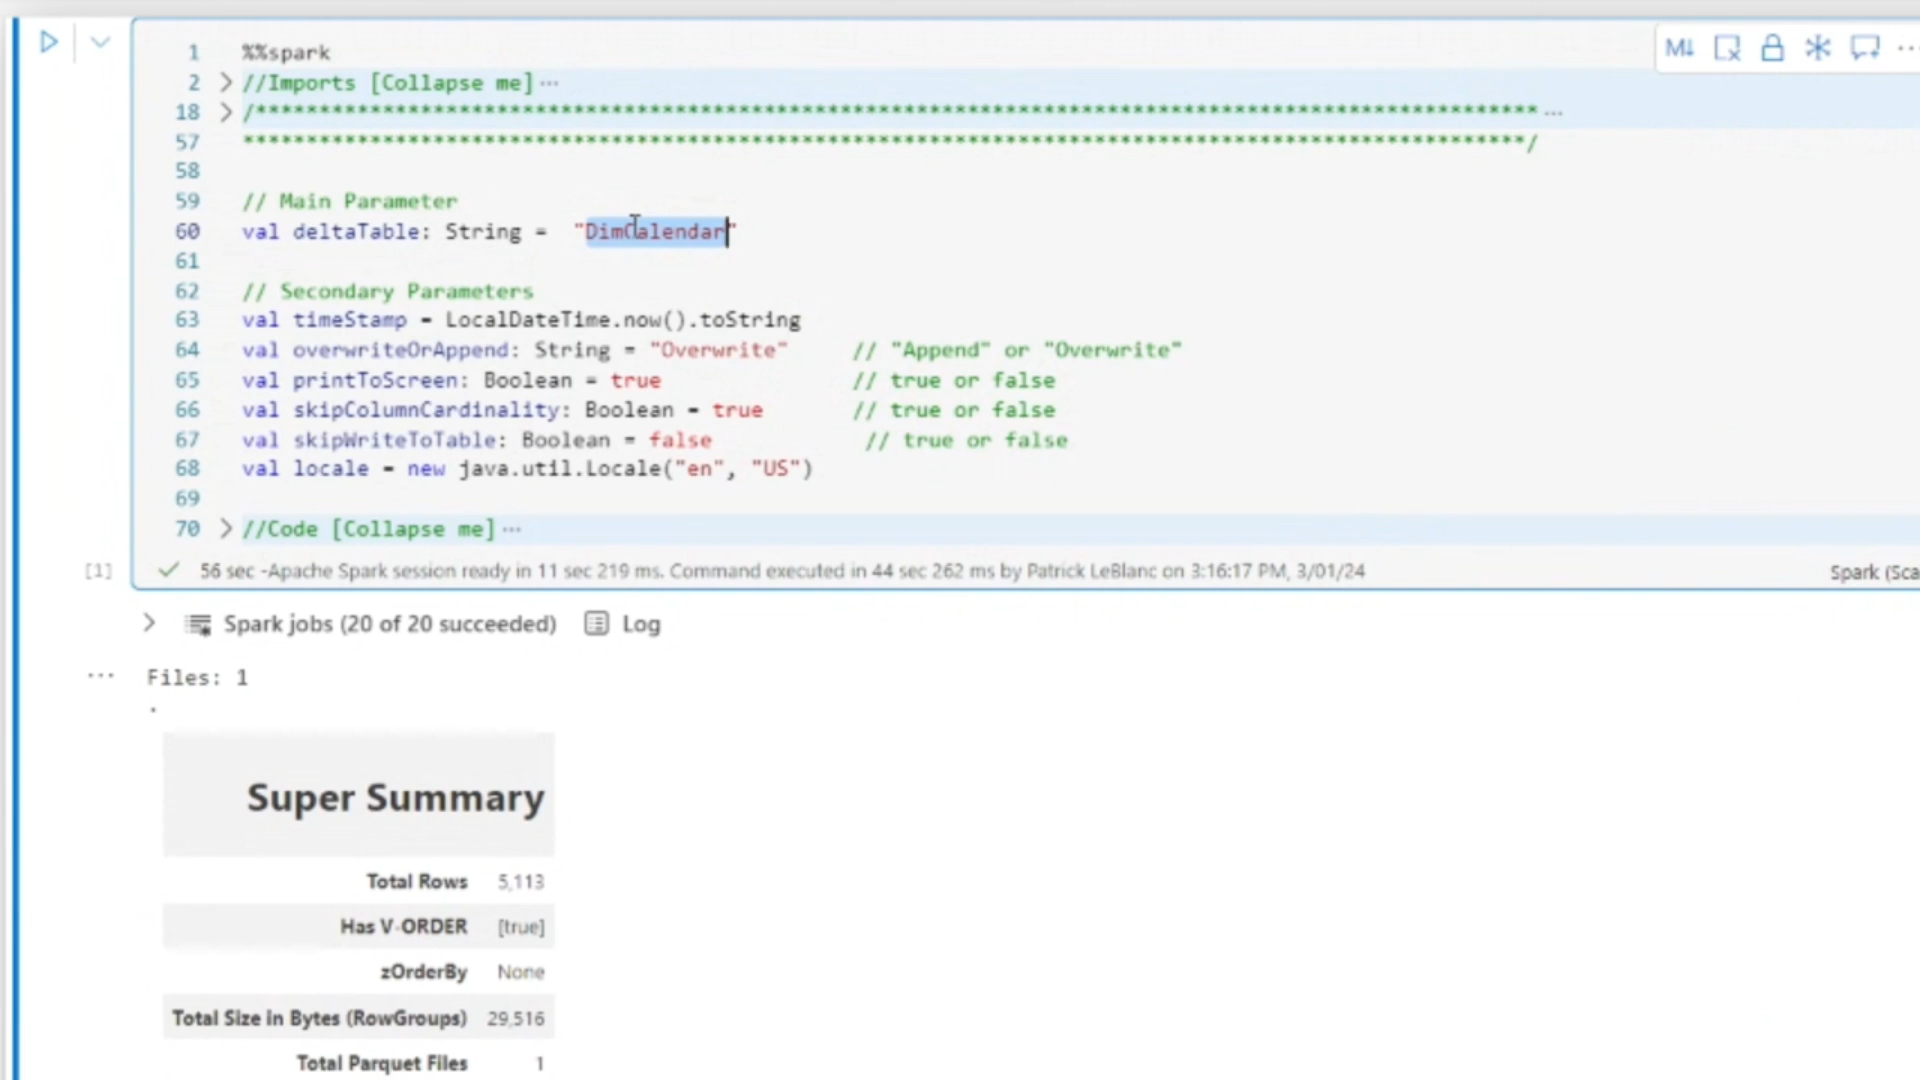 1 %%spark
2 //Imports [Collapse me]···
18 /******************************************************************************************************···
57 *****************************************************************************************************/
58
59 // Main Parameter
60 val deltaTable: String =  "DimCalendar"
61
62 // Secondary Parameters
63 val timeStamp = LocalDateTime.now().toString
64 val overwriteOrAppend: String = "Overwrite"     // "Append" or "Overwrite"
65 val printToScreen: Boolean = true               // true or false
66 val skipColumnCardinality: Boolean = true       // true or false
67 val skipWriteToTable: Boolean = false            // true or false
68 val locale = new java.util.Locale("en", "US")
69
70 //Code [Collapse me]···
[1] 56 sec -Apache Spark session ready in 11 sec 219 ms. Command executed in 44 sec 262 ms by Patrick LeBlanc on 3:16:17 PM, 3/01/24 Spark (Sca
Spark jobs (20 of 20 succeeded) Log
Files: 1
.
Super Summary
Total Rows 5,113
Has V-ORDER [true]
zOrderBy None
Total Size in Bytes (RowGroups) 29,516
Total Parquet Files 1